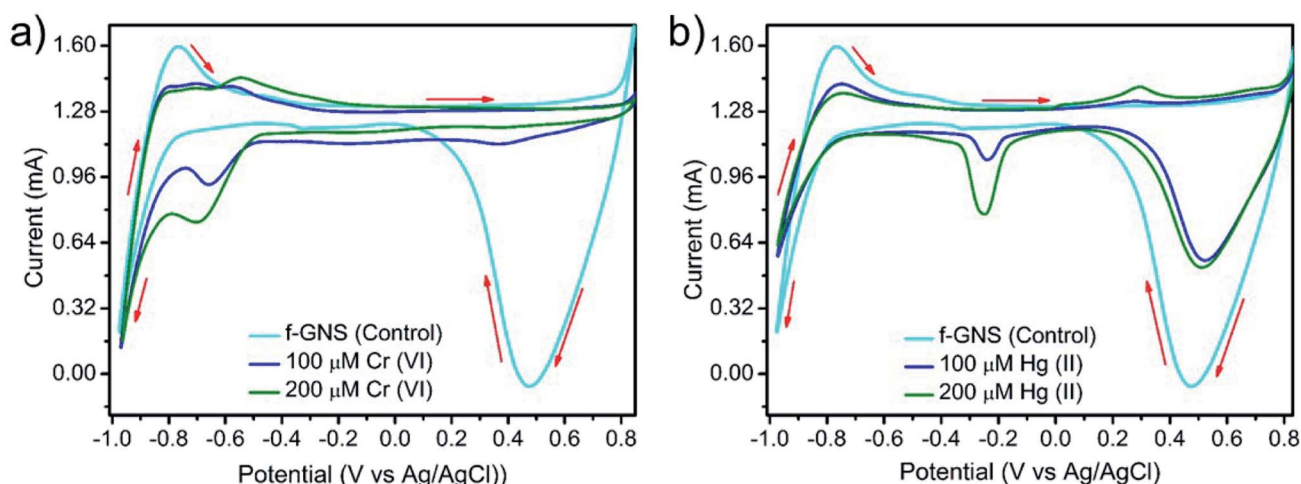 a)
1.60
1.28
0.96
0.64
0.32
0.00
Current (mA)
f-GNS (Control)
100 μM Cr (VI)
200 μM Cr (VI)
-1.0 -0.8 -0.6 -0.4 -0.2 0.0 0.2 0.4 0.6 0.8
Potential (V vs Ag/AgCl))
b)
1.60
1.28
0.96
0.64
0.32
0.00
Current (mA)
f-GNS (Control)
100 μM Hg (II)
200 μM Hg (II)
-1.0 -0.8 -0.6 -0.4 -0.2 0.0 0.2 0.4 0.6 0.8
Potential (V vs Ag/AgCl)